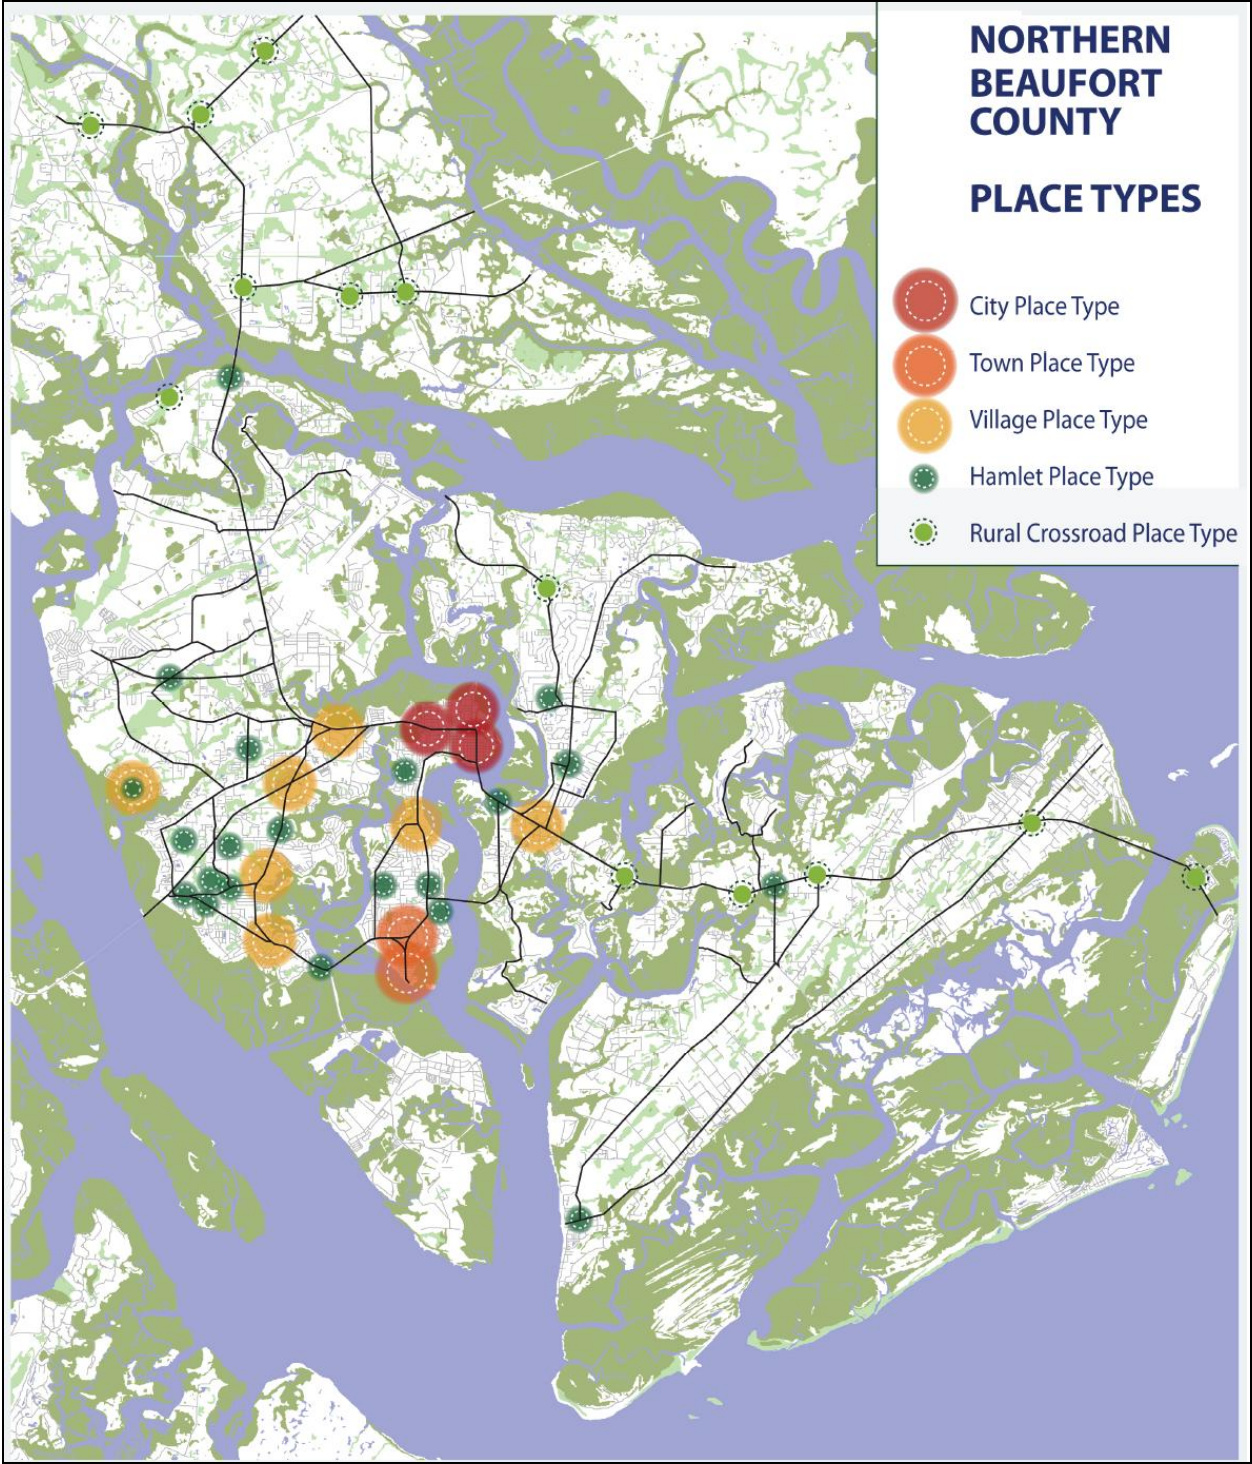 NORTHERN
BEAUFORT
COUNTY
PLACE TYPES
City Place Type
Town Place Type
Village Place Type
Hamlet Place Type
Rural Crossroad Place Type